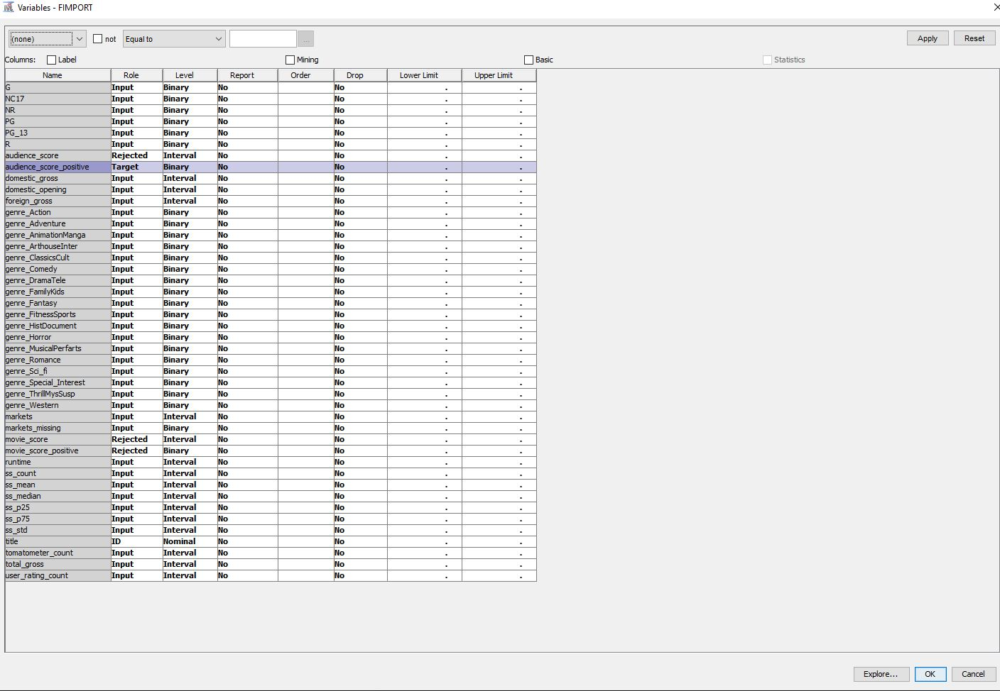 Variables - FIMPORT
(none) not Equal to ... Apply Reset
Columns: Label Mining Basic Statistics
Name Role Level Report Order Drop Lower Limit Upper Limit
G Input Binary No No . .
NC17 Input Binary No No . .
NR Input Binary No No . .
PG Input Binary No No . .
PG_13 Input Binary No No . .
R Input Binary No No . .
audience_score Rejected Interval No No . .
audience_score_positive Target Binary No No . .
domestic_gross Input Interval No No . .
domestic_opening Input Interval No No . .
foreign_gross Input Interval No No . .
genre_Action Input Binary No No . .
genre_Adventure Input Binary No No . .
genre_AnimationManga Input Binary No No . .
genre_ArthouseInter Input Binary No No . .
genre_ClassicsCult Input Binary No No . .
genre_Comedy Input Binary No No . .
genre_DramaTele Input Binary No No . .
genre_FamilyKids Input Binary No No . .
genre_Fantasy Input Binary No No . .
genre_FitnessSports Input Binary No No . .
genre_HistDocument Input Binary No No . .
genre_Horror Input Binary No No . .
genre_MusicalPerfarts Input Binary No No . .
genre_Romance Input Binary No No . .
genre_Sci_fi Input Binary No No . .
genre_Special_Interest Input Binary No No . .
genre_ThrillMysSusp Input Binary No No . .
genre_Western Input Binary No No . .
markets Input Interval No No . .
markets_missing Input Binary No No . .
movie_score Rejected Interval No No . .
movie_score_positive Rejected Binary No No . .
runtime Input Interval No No . .
ss_count Input Interval No No . .
ss_mean Input Interval No No . .
ss_median Input Interval No No . .
ss_p25 Input Interval No No . .
ss_p75 Input Interval No No . .
ss_std Input Interval No No . .
title ID Nominal No No . .
tomatometer_count Input Interval No No . .
total_gross Input Interval No No . .
user_rating_count Input Interval No No . .
Explore... OK Cancel